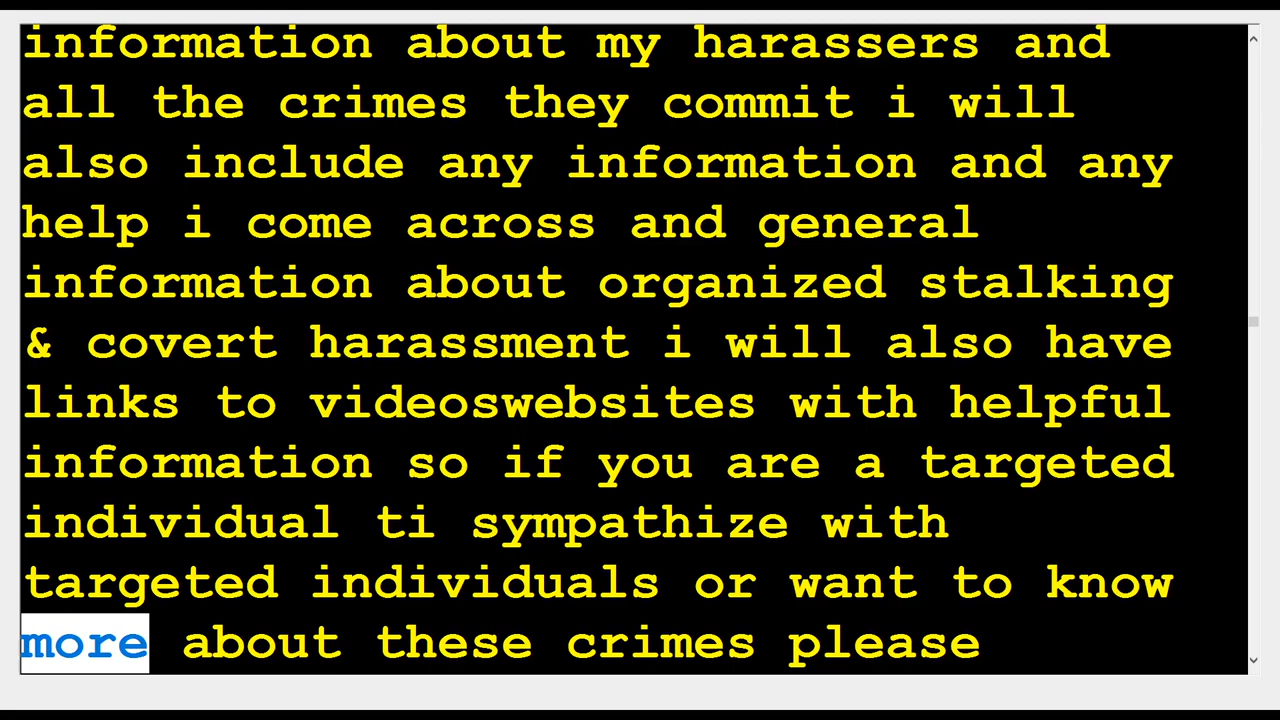 information about my harassers and
all the crimes they commit i will
also include any information and any
help i come across and general
information about organized stalking
& covert harassment i will also have
links to videoswebsites with helpful
information so if you are a targeted
individual ti sympathize with
targeted individuals or want to know
more about these crimes please